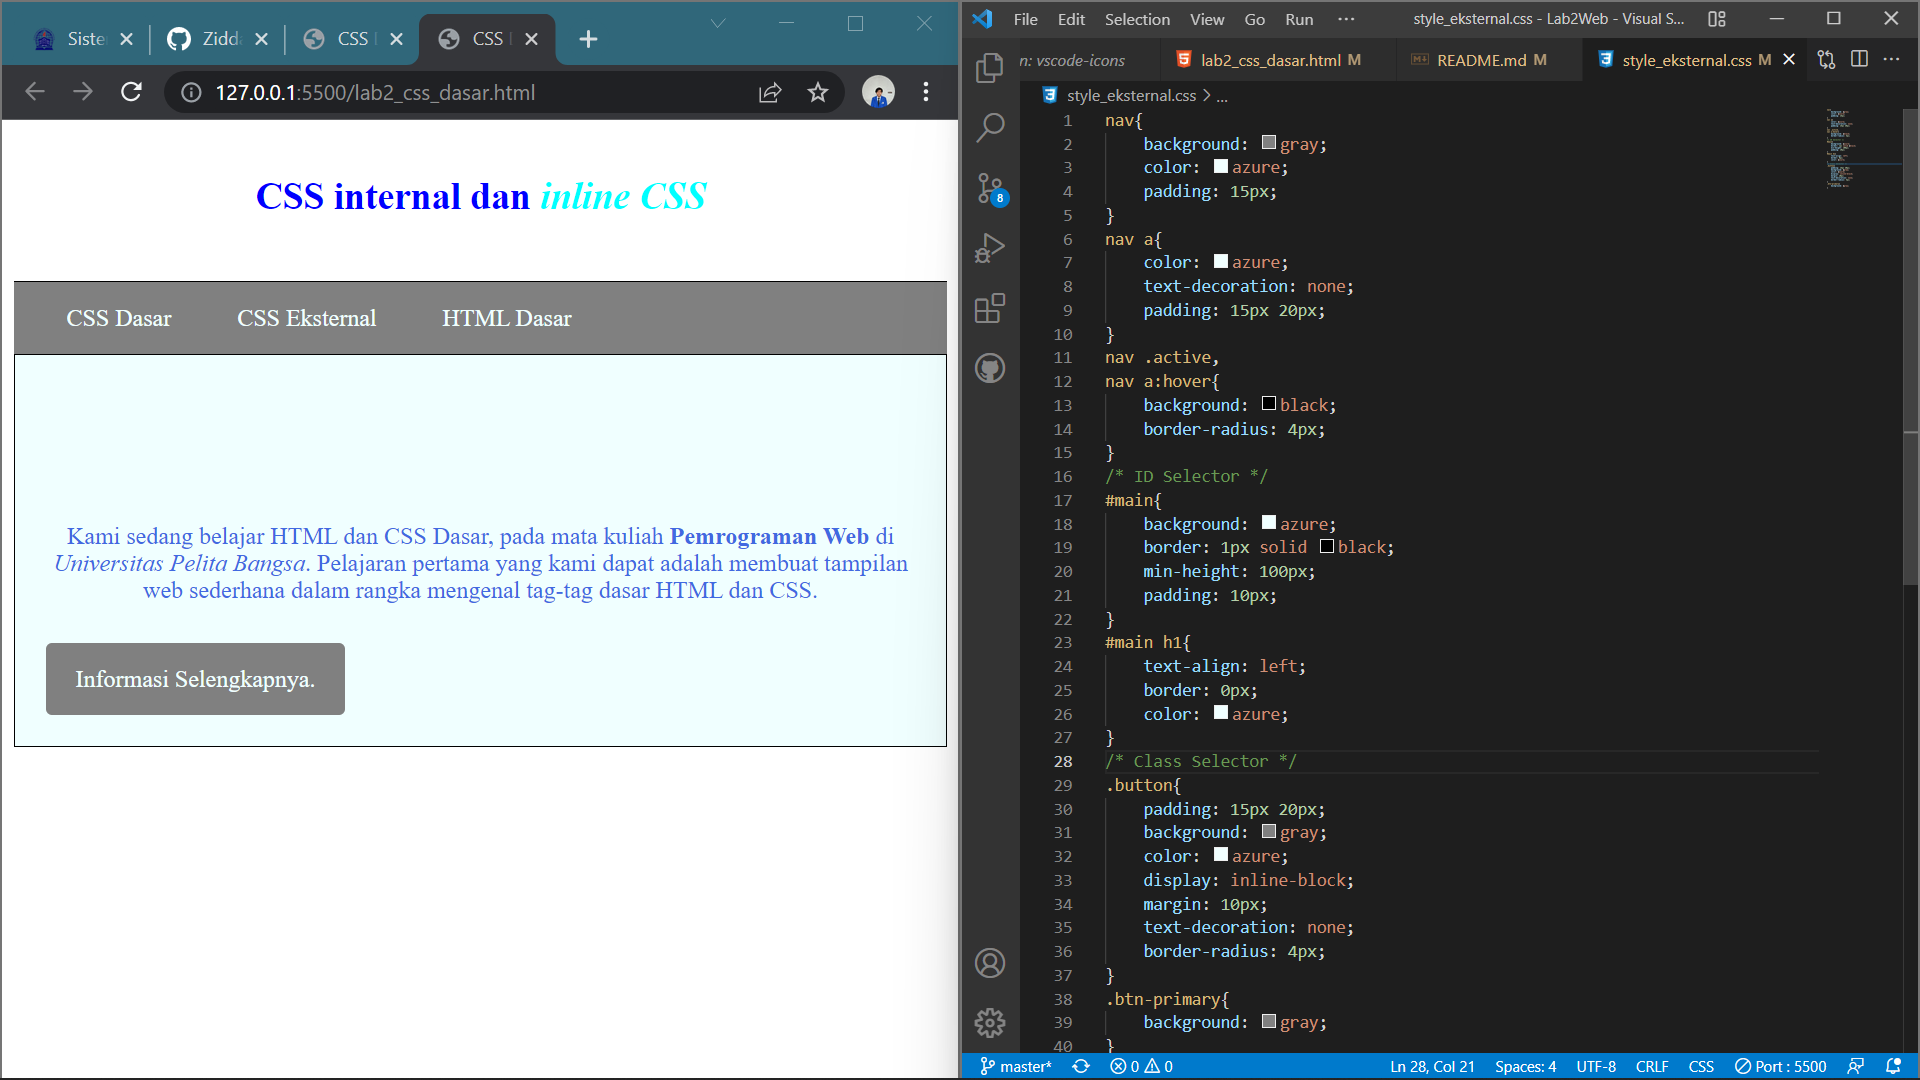 Siste
Zidd
CSS
CSS
127.0.0.1:5500/lab2_css_dasar.html
CSS internal dan inline CSS
CSS Dasar CSS Eksternal HTML Dasar
Kami sedang belajar HTML dan CSS Dasar, pada mata kuliah Pemrograman Web di
Universitas Pelita Bangsa. Pelajaran pertama yang kami dapat adalah membuat tampilan
web sederhana dalam rangka mengenal tag-tag dasar HTML dan CSS.
Informasi Selengkapnya.
File Edit Selection View Go Run ··· style_eksternal.css - Lab2Web - Visual S...
n: vscode-icons lab2_css_dasar.html M README.md M style_eksternal.css M
style_eksternal.css > ...
8
1 nav{
2 background: gray;
3 color: azure;
4 padding: 15px;
5 }
6 nav a{
7 color: azure;
8 text-decoration: none;
9 padding: 15px 20px;
10 }
11 nav .active,
12 nav a:hover{
13 background: black;
14 border-radius: 4px;
15 }
16 /* ID Selector */
17 #main{
18 background: azure;
19 border: 1px solid black;
20 min-height: 100px;
21 padding: 10px;
22 }
23 #main h1{
24 text-align: left;
25 border: 0px;
26 color: azure;
27 }
28 /* Class Selector */
29 .button{
30 padding: 15px 20px;
31 background: gray;
32 color: azure;
33 display: inline-block;
34 margin: 10px;
35 text-decoration: none;
36 border-radius: 4px;
37 }
38 .btn-primary{
39 background: gray;
40 }
master* 0 0 Ln 28, Col 21 Spaces: 4 UTF-8 CRLF CSS Port : 5500